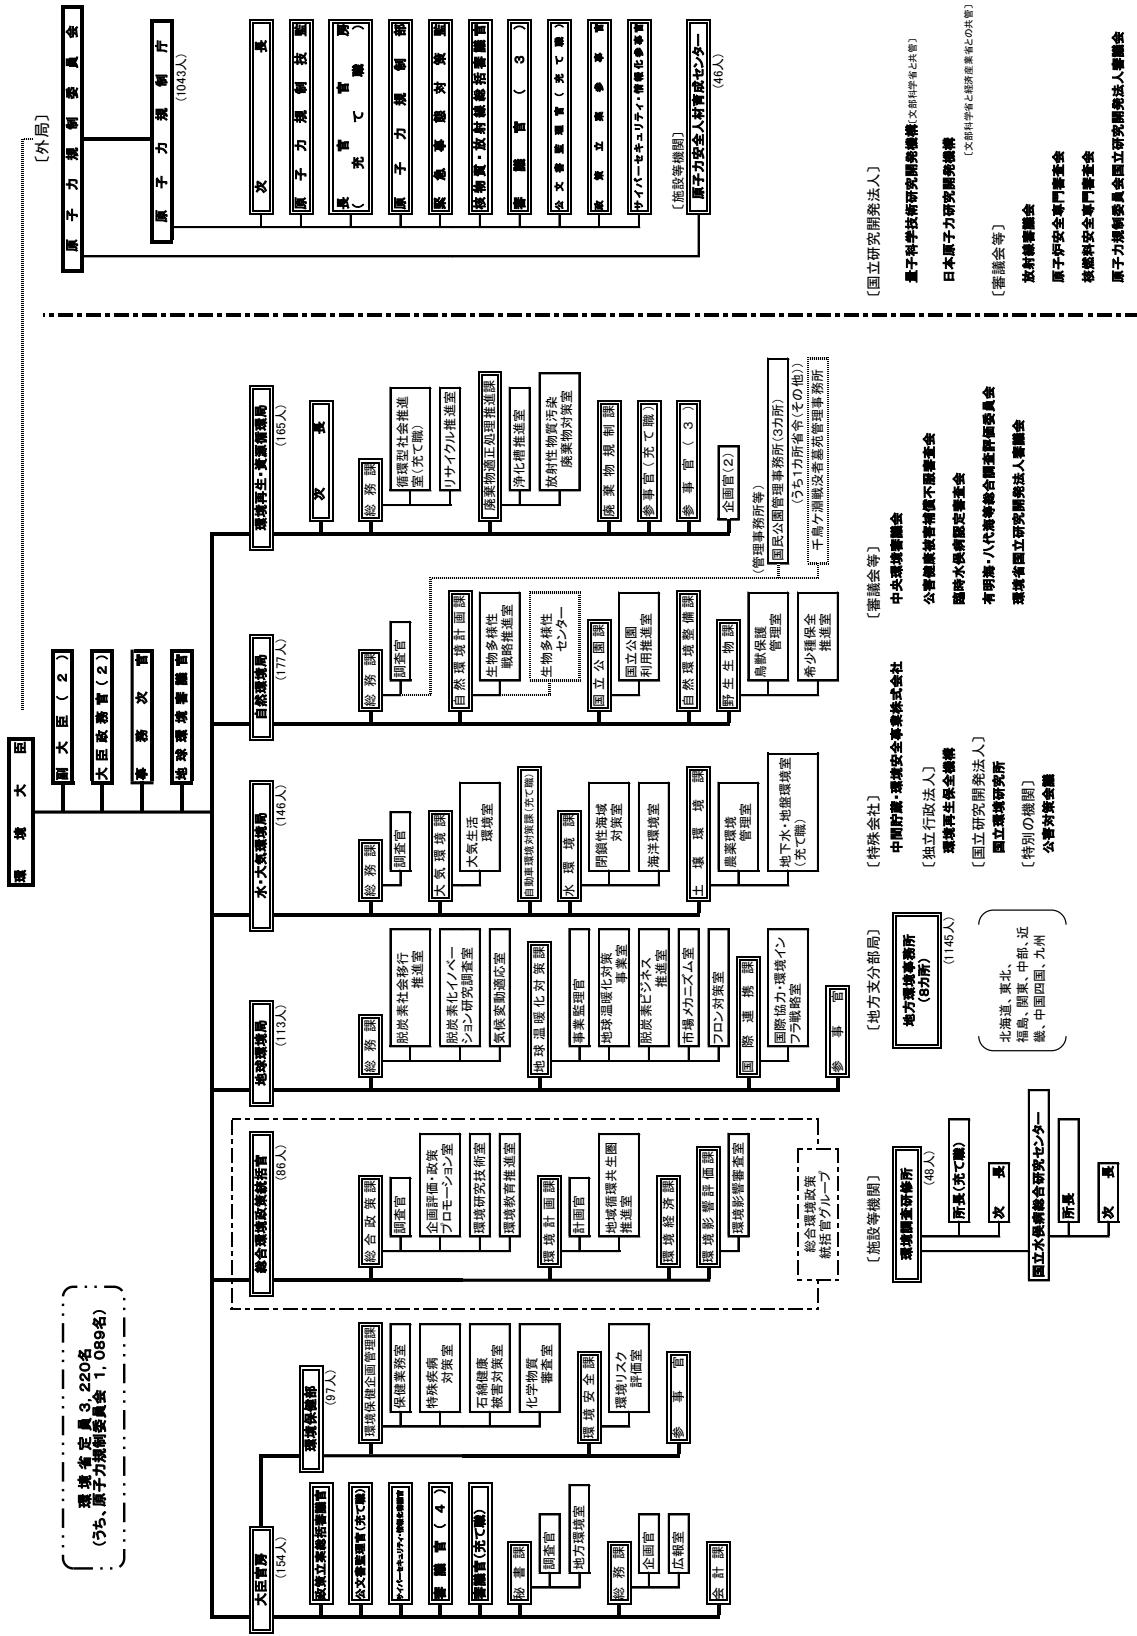 環境省定員3,220名
(うち、原子力規制委員会 1,089名)
環境大臣
副大臣(2)
大臣政務官(2)
事務次官
地球環境審議官
大臣官房
(154人)
政策立案総括審議官
公文書監理官(充て職)
サイバーセキュリティ・情報化審議官
審議官(4)
審議官(充て職)
秘書課
調査官
地方環境室
総務課
企画官
広報室
会計課
環境保健部
(97人)
環境保健企画管理課
保健業務室
特殊疾病
対策室
石綿健康
被害対策室
化学物質
審査室
環境安全課
環境リスク
評価室
参事官
総合環境政策統括官
(86人)
総合政策課
調査官
企画評価・政策
プロモーション室
環境研究技術室
環境教育推進室
環境計画課
計画官
地域循環共生圏
推進室
環境経済課
環境影響評価課
環境影響審査室
総合環境政策
統括官グループ
地球環境局
(113人)
総務課
脱炭素社会移行
推進室
脱炭素化イノベー
ション研究調査室
気候変動適応室
地球温暖化対策課
事業監理官
地球温暖化対策
事業室
脱炭素ビジネス
推進室
市場メカニズム室
フロン対策室
国際連携課
国際協力・環境イン
フラ戦略室
参事官
水・大気環境局
(146人)
総務課
調査官
大気環境課
大気生活
環境室
自動車環境対策課(充て職)
水環境課
閉鎖性海域
対策室
海洋環境室
土壌環境課
農薬環境
管理室
地下水・地盤環境室
(充て職)
自然環境局
(177人)
総務課
調査官
自然環境計画課
生物多様性
戦略推進室
生物多様性
センター
国立公園課
国立公園
利用推進室
自然環境整備課
野生生物課
鳥獣保護
管理室
希少種保全
推進室
環境再生・資源循環局
(165人)
次長
総務課
循環型社会推進
室(充て職)
リサイクル推進室
廃棄物適正処理推進課
浄化槽推進室
放射性物質汚染
廃棄物対策室
廃棄物規制課
参事官(充て職)
参事官(3)
企画官(2)
(管理事務所等)
国民公園管理事務所(3カ所)
(うち1カ所省令(その他))
千鳥ケ淵戦没者墓苑管理事務所
[施設等機関]
環境調査研修所
(48人)
所長(充て職)
次長
国立水俣病総合研究センター
所長
次長
[地方支分部局]
地方環境事務所
(8カ所)
(1145人)
北海道、東北、
福島、関東、中部、近
畿、中国四国、九州
[特殊会社]
中間貯蔵・環境安全事業株式会社
[独立行政法人]
環境再生保全機構
[国立研究開発法人]
国立環境研究所
[特別の機関]
公害対策会議
[審議会等]
中央環境審議会
公害健康被害補償不服審査会
臨時水俣病認定審査会
有明海・八代海等総合調査評価委員会
環境省国立研究開発法人審議会
[外局]
原子力規制委員会
原子力規制庁
(1043人)
次長
原子力規制技監
長官官房
(充て職)
原子力規制部
緊急事態対策監
核物質・放射線総括審議官
審議官(3)
公文書監理官(充て職)
政策立案参事官
サイバーセキュリティ・情報化参事官
[施設等機関]
原子力安全人材育成センター
(46人)
[国立研究開発法人]
量子科学技術研究開発機構[文部科学省と共管]
日本原子力研究開発機構
[文部科学省と経済産業省との共管]
[審議会等]
放射線審議会
原子炉安全専門審査会
核燃料安全専門審査会
原子力規制委員会国立研究開発法人審議会